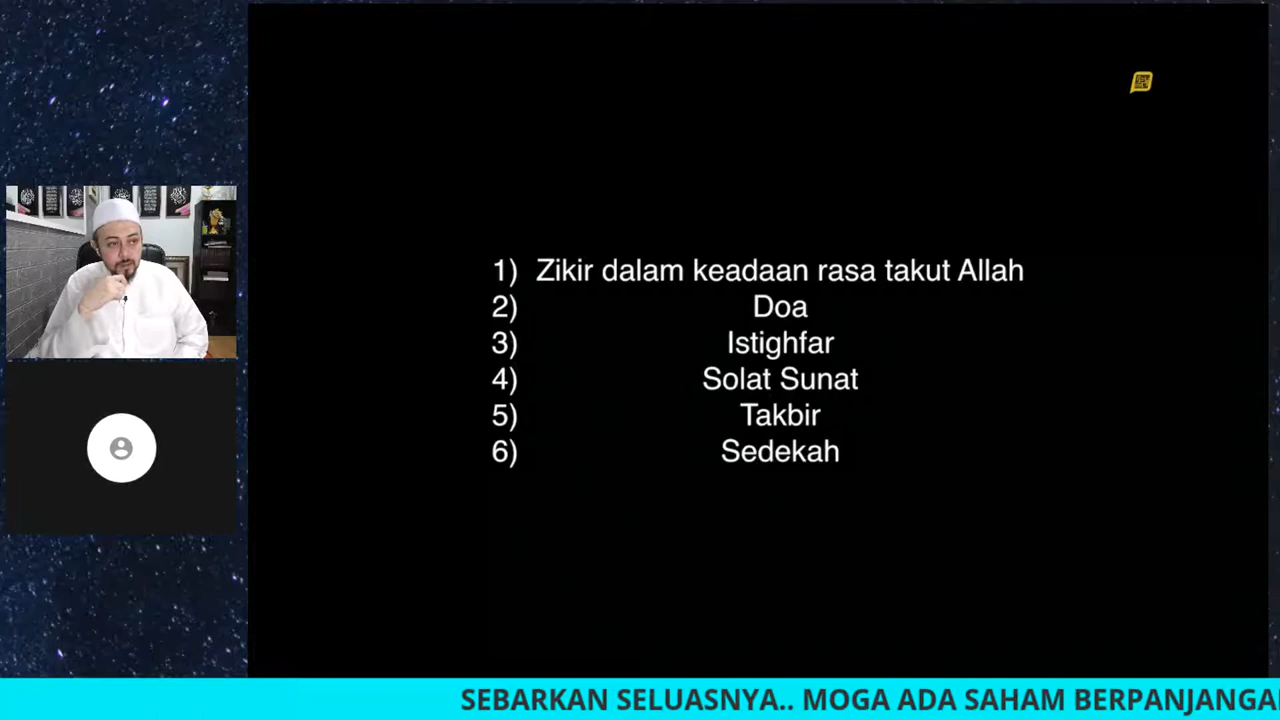 1) Zikir dalam keadaan rasa takut Allah
2) Doa
3) Istighfar
4) Solat Sunat
5) Takbir
6) Sedekah
SEBARKAN SELUASNYA.. MOGA ADA SAHAM BERPANJANGA